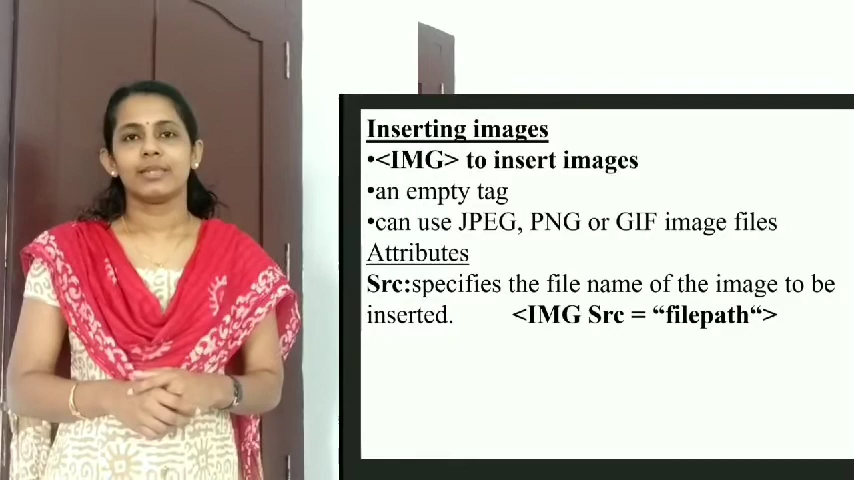 Inserting images
•<IMG> to insert images
•an empty tag
•can use JPEG, PNG or GIF image files
Attributes
Src:specifies the file name of the image to be
inserted. <IMG Src = “filepath“>